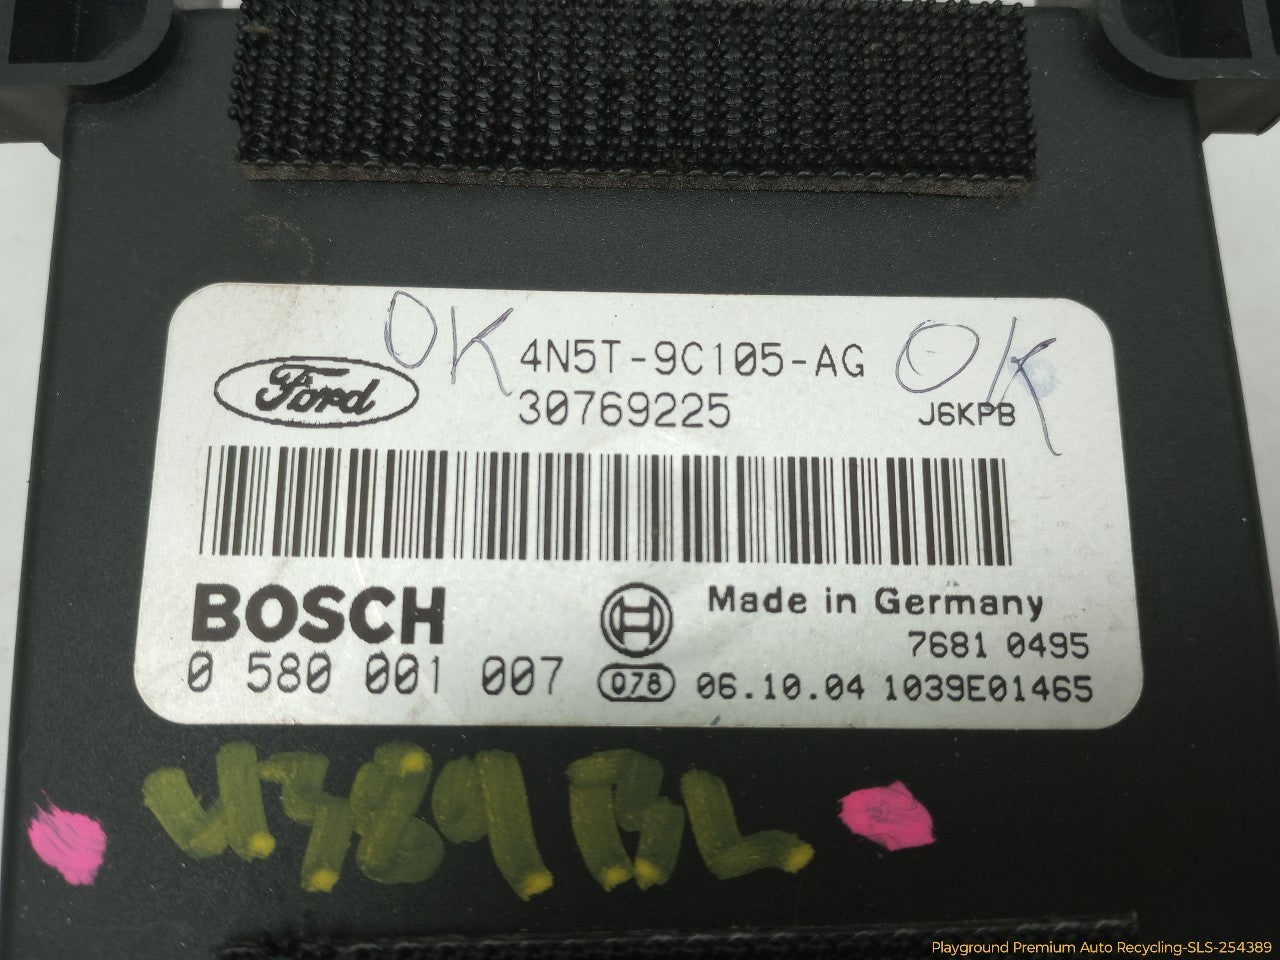 OK 4N5T-9C105-AG OK
Ford 30769225 J6KPB
BOSCH Made in Germany
7681 0495
0 580 001 007 078 06.10.04 1039E01465
U389BL
Playground Premium Auto Recycling-SLS-254389